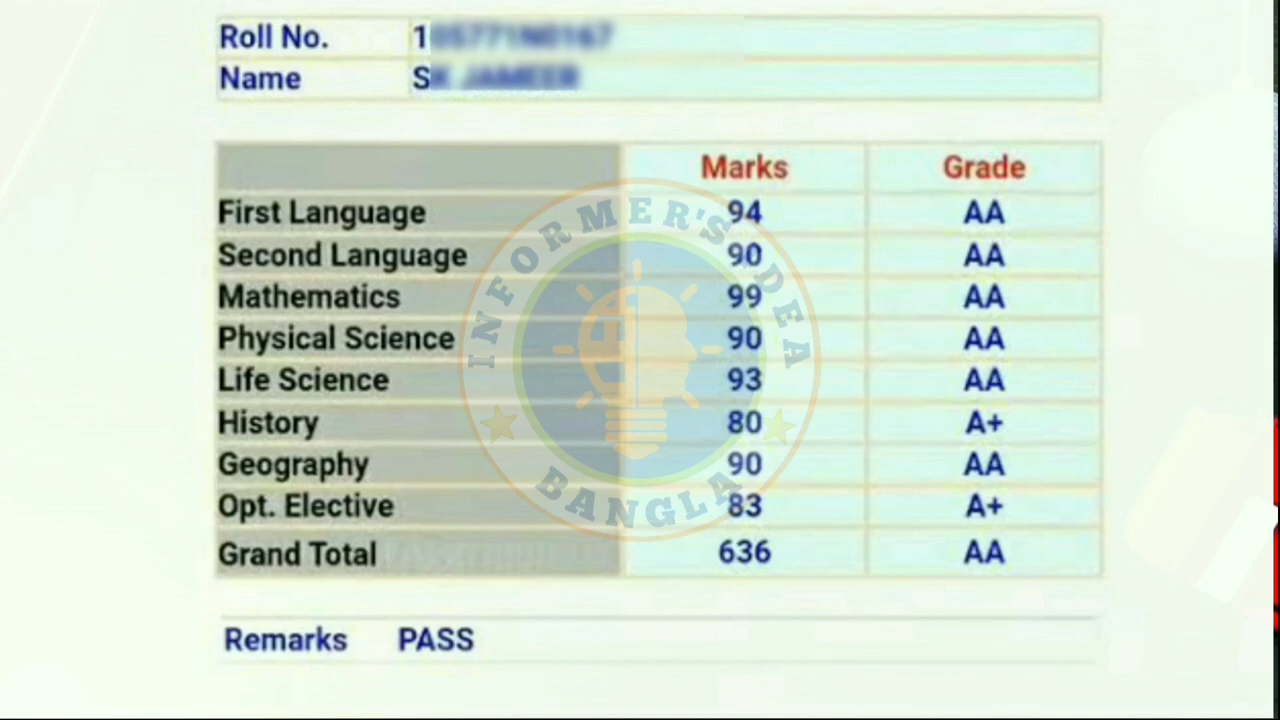 Roll No. 1
Name S
Marks Grade
First Language 94 AA
Second Language 90 AA
Mathematics 99 AA
Physical Science 90 AA
Life Science 93 AA
History 80 A+
Geography 90 AA
Opt. Elective 83 A+
Grand Total 636 AA
Remarks PASS
INFORMER'S IDEA
BANGLA